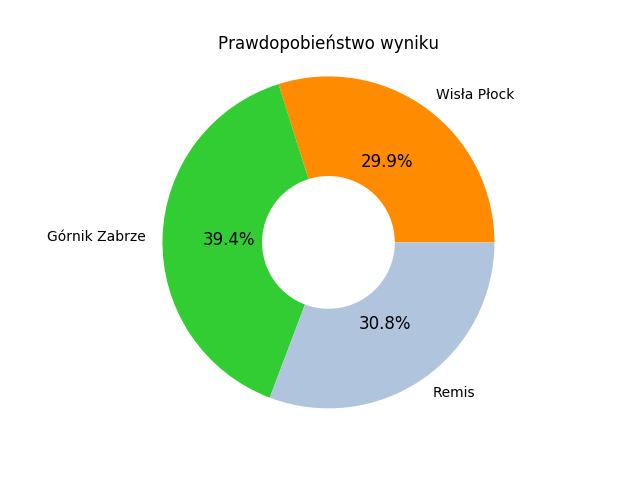 Prawdopobieństwo wyniku
Wisła Płock
29.9%
Górnik Zabrze
39.4%
30.8%
Remis